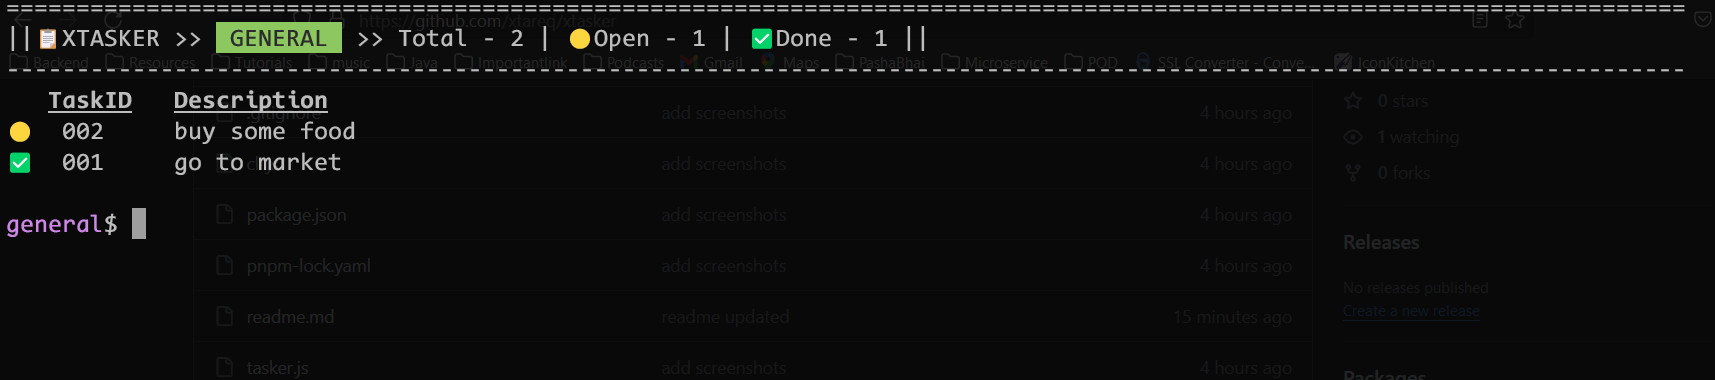 https://github.com/xtareq/xtasker
||📋XTASKER >> GENERAL >> Total - 2 | 🟡Open - 1 | ✅Done - 1 ||
Backend Resources Tutorials music Java Importantlink Podcasts Gmail Maps PashaBhai Microservice POD SSL Converter - Conve... IconKitchen
TaskID Description
.gitignore add screenshots 4 hours ago
0 stars
🟡 002 buy some food
1 watching
✅ 001 go to market
add screenshots 4 hours ago
0 forks
package.json add screenshots 4 hours ago
general$
Releases
pnpm-lock.yaml add screenshots 4 hours ago
No releases published
Create a new release
readme.md readme updated 15 minutes ago
tasker.js add screenshots 4 hours ago
Packages